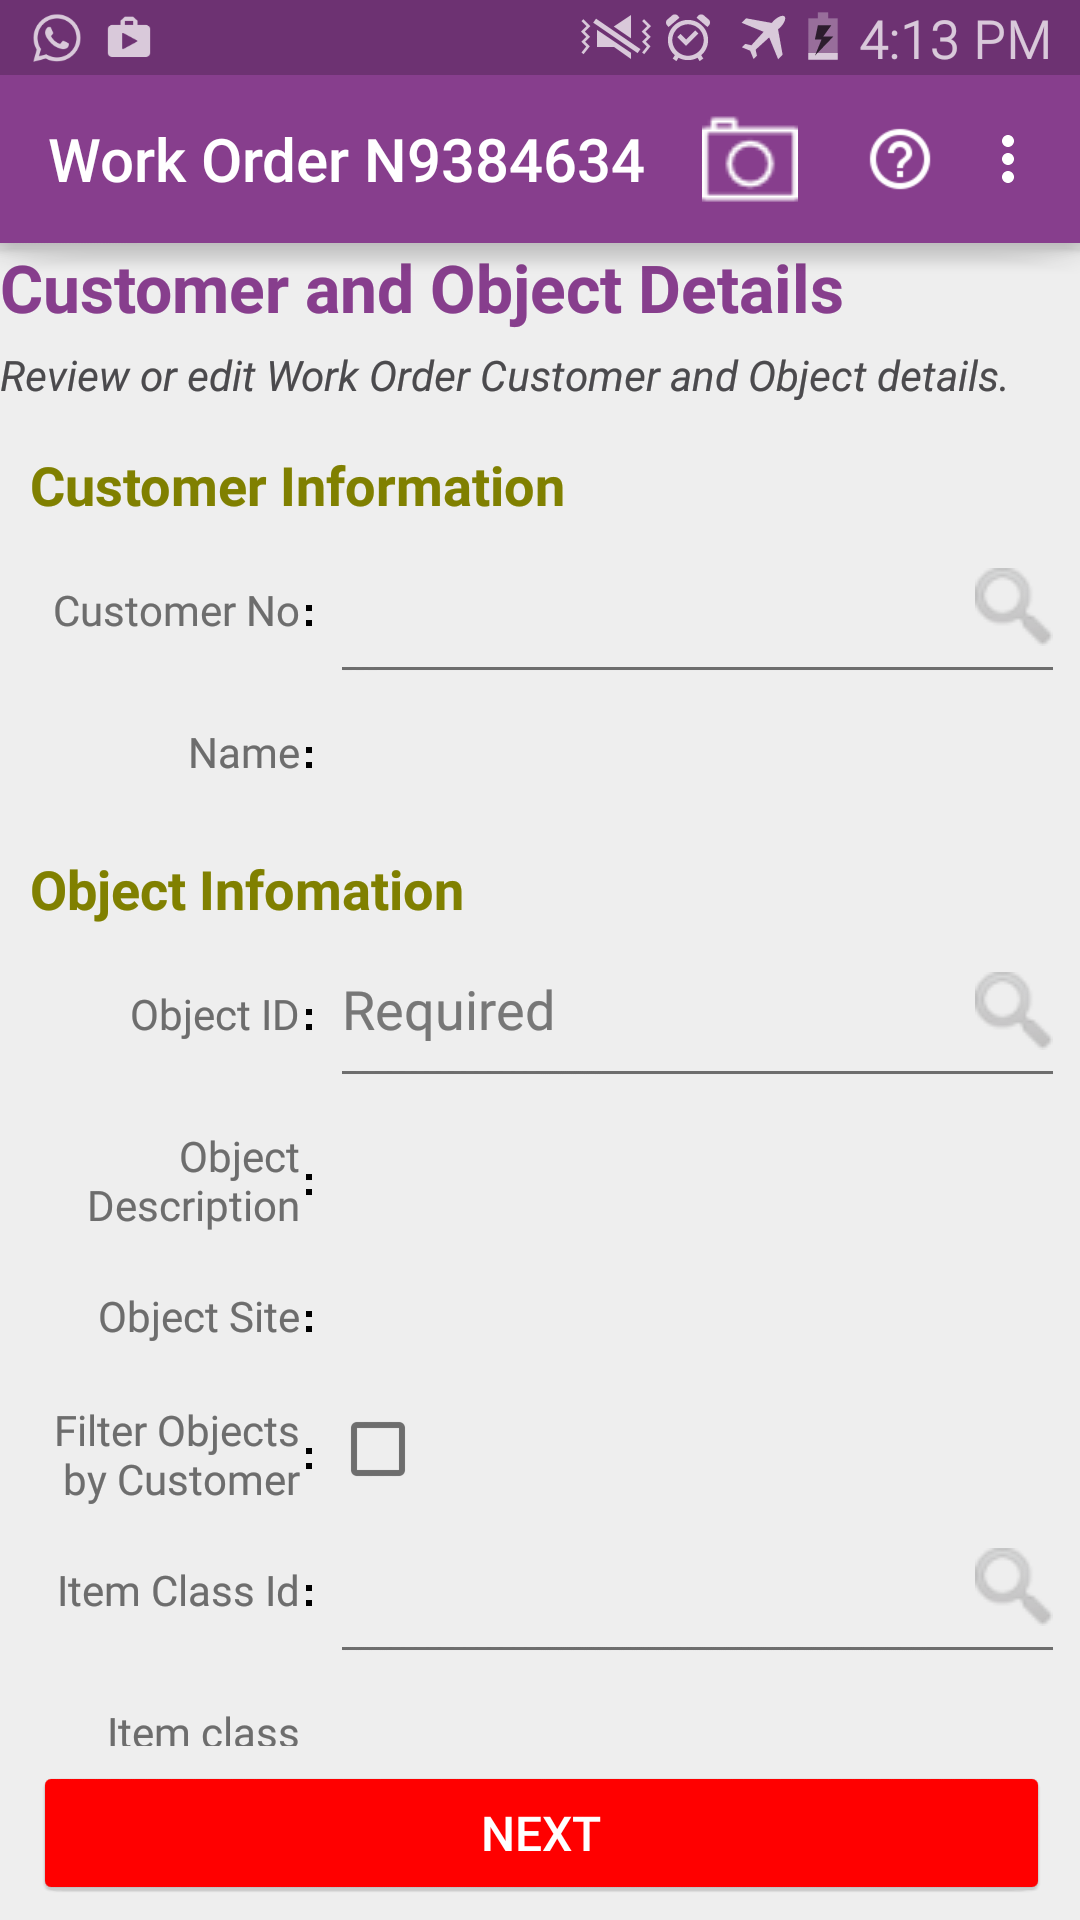 4:13 PM
Work Order N9384634
Customer and Object Details
Review or edit Work Order Customer and Object details.
Customer Information
Customer No:
Name:
Object Infomation
Object ID: Required
Object
Description:
Object Site:
Filter Objects
by Customer:
Item Class Id:
Item class
NEXT